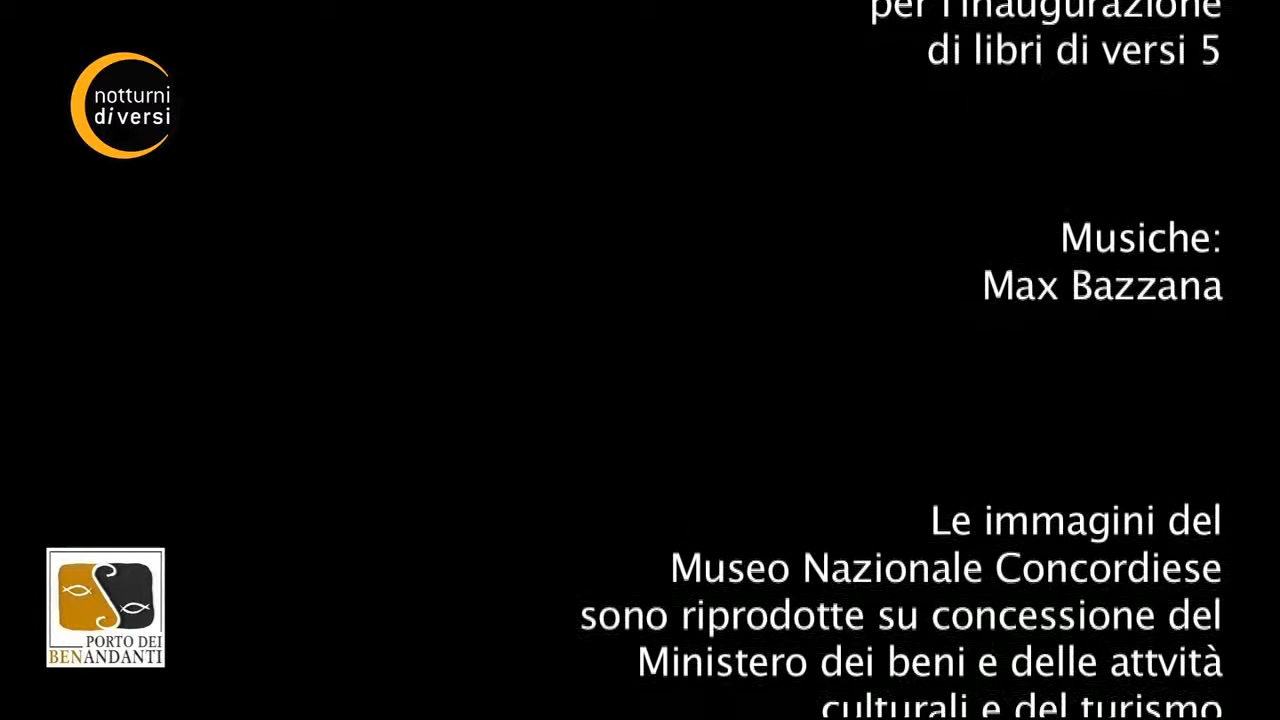 per l'inaugurazione
di libri di versi 5
notturni
diversi
Musiche:
Max Bazzana
Le immagini del
Museo Nazionale Concordiese
sono riprodotte su concessione del
Ministero dei beni e delle attvità
culturali e del turismo
PORTO DEI
BENANDANTI